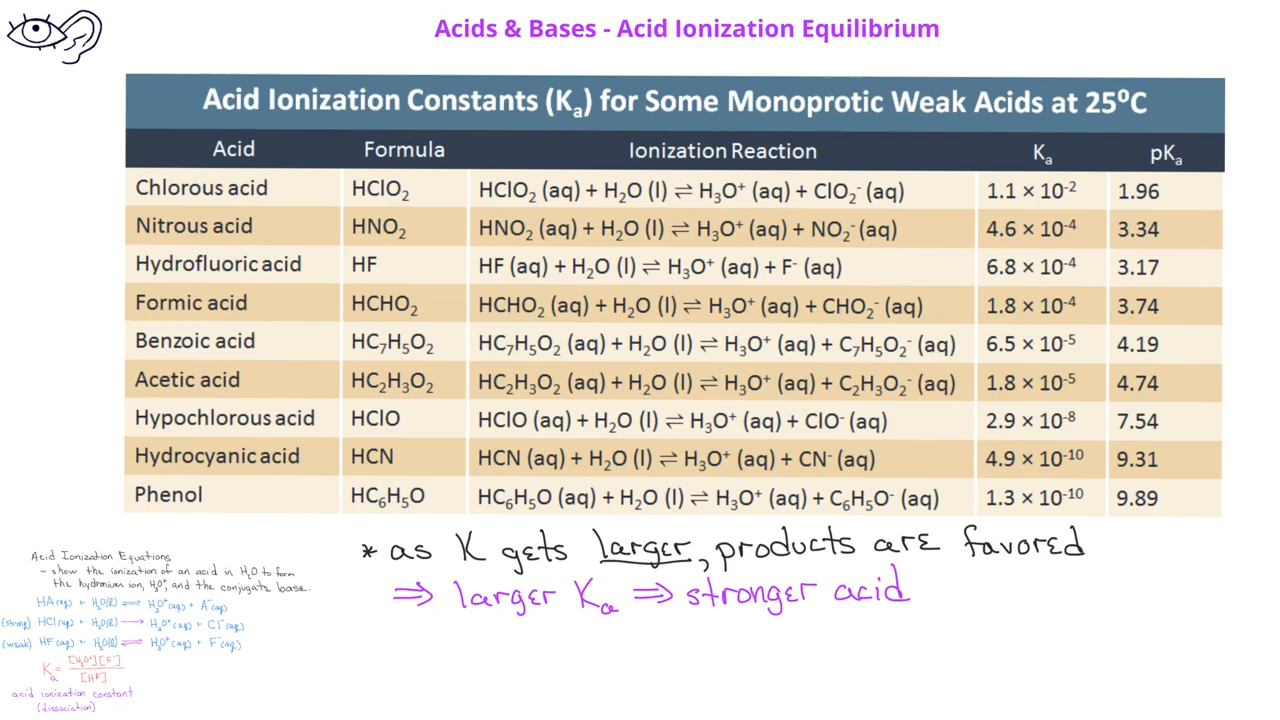 Acids & Bases - Acid Ionization Equilibrium
Acid Ionization Constants (Kₐ) for Some Monoprotic Weak Acids at 25⁰C
Acid Formula Ionization Reaction Kₐ pKₐ
Chlorous acid HClO₂ HClO₂ (aq) + H₂O (l) ⇌ H₃O⁺ (aq) + ClO₂⁻ (aq) 1.1 × 10⁻² 1.96
Nitrous acid HNO₂ HNO₂ (aq) + H₂O (l) ⇌ H₃O⁺ (aq) + NO₂⁻ (aq) 4.6 × 10⁻⁴ 3.34
Hydrofluoric acid HF HF (aq) + H₂O (l) ⇌ H₃O⁺ (aq) + F⁻ (aq) 6.8 × 10⁻⁴ 3.17
Formic acid HCHO₂ HCHO₂ (aq) + H₂O (l) ⇌ H₃O⁺ (aq) + CHO₂⁻ (aq) 1.8 × 10⁻⁴ 3.74
Benzoic acid HC₇H₅O₂ HC₇H₅O₂ (aq) + H₂O (l) ⇌ H₃O⁺ (aq) + C₇H₅O₂⁻ (aq) 6.5 × 10⁻⁵ 4.19
Acetic acid HC₂H₃O₂ HC₂H₃O₂ (aq) + H₂O (l) ⇌ H₃O⁺ (aq) + C₂H₃O₂⁻ (aq) 1.8 × 10⁻⁵ 4.74
Hypochlorous acid HClO HClO (aq) + H₂O (l) ⇌ H₃O⁺ (aq) + ClO⁻ (aq) 2.9 × 10⁻⁸ 7.54
Hydrocyanic acid HCN HCN (aq) + H₂O (l) ⇌ H₃O⁺ (aq) + CN⁻ (aq) 4.9 × 10⁻¹⁰ 9.31
Phenol HC₆H₅O HC₆H₅O (aq) + H₂O (l) ⇌ H₃O⁺ (aq) + C₆H₅O⁻ (aq) 1.3 × 10⁻¹⁰ 9.89
* as K gets larger, products are favored
⇒ larger Kₐ ⇒ stronger acid
Acid Ionization Equations
- show the ionization of an acid in H₂O to form
the hydronium ion, H₃O⁺, and the conjugate base.
HA(aq) + H₂O(l) ⇌ H₃O⁺(aq) + A⁻(aq)
(strong) HCl(aq) + H₂O(l) → H₃O⁺(aq) + Cl⁻(aq)
(weak) HF(aq) + H₂O(l) ⇌ H₃O⁺(aq) + F⁻(aq)
Kₐ = [H₃O⁺][F⁻] / [HF]
acid ionization constant
(dissociation)